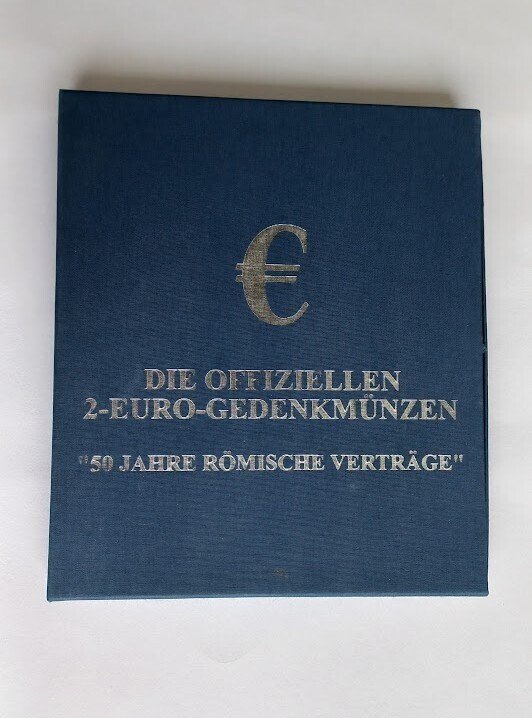 €
DIE OFFIZIELLEN
2-EURO-GEDENKMÜNZEN
"50 JAHRE RÖMISCHE VERTRÄGE"